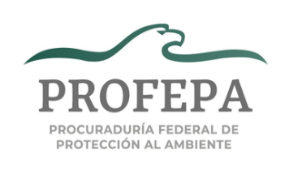 PROFEPA
PROCURADURÍA FEDERAL DE
PROTECCIÓN AL AMBIENTE